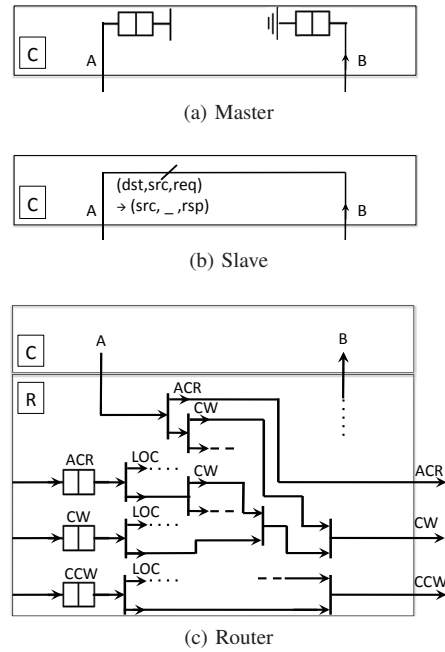 C
A
B
(a) Master
(dst,src,req)
→ (src, _ ,rsp)
C
A
B
(b) Slave
C
A
B
R
ACR
CW
ACR
LOC
CW
ACR
CW
LOC
CW
CCW
LOC
CCW
(c) Router